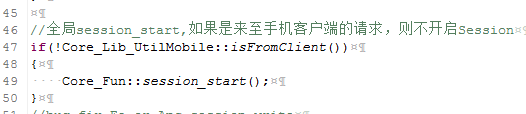 45 ¤¶
46 //全局session_start,如果是来至手机客户端的请求，则不开启Session¤¶
47 if(!Core_Lib_UtilMobile::isFromClient())¤¶
48 {¤¶
49 ····Core_Fun::session_start();¤¶
50 }¤¶